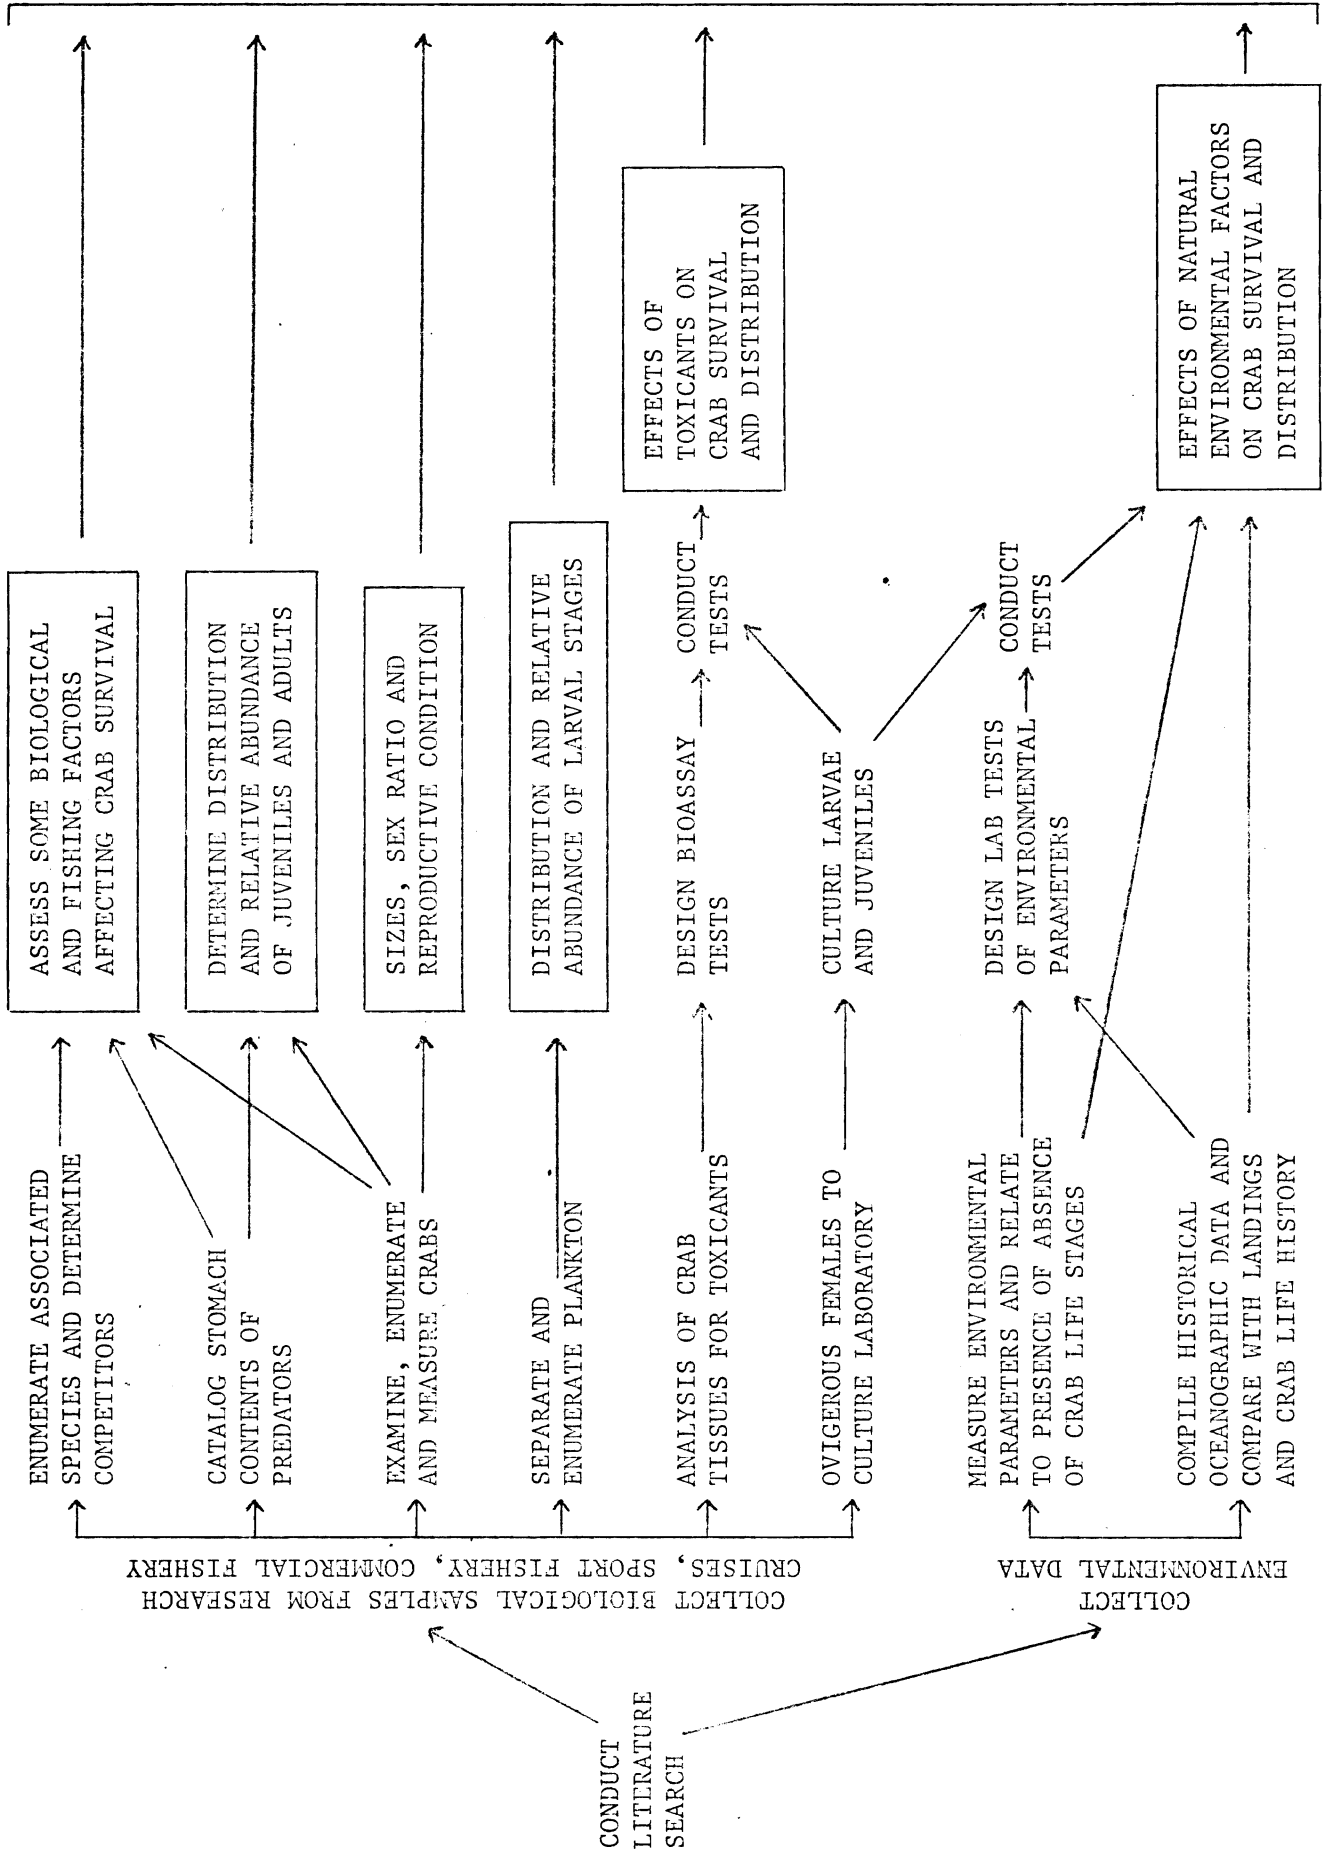 CONDUCT
LITERATURE
SEARCH
COLLECT BIOLOGICAL SAMPLES FROM RESEARCH
CRUISES, SPORT FISHERY, COMMERCIAL FISHERY
COLLECT
ENVIRONMENTAL DATA
ENUMERATE ASSOCIATED
SPECIES AND DETERMINE
COMPETITORS
CATALOG STOMACH
CONTENTS OF
PREDATORS
EXAMINE, ENUMERATE
AND MEASURE CRABS
SEPARATE AND
ENUMERATE PLANKTON
ANALYSIS OF CRAB
TISSUES FOR TOXICANTS
OVIGEROUS FEMALES TO
CULTURE LABORATORY
MEASURE ENVIRONMENTAL
PARAMETERS AND RELATE
TO PRESENCE OF ABSENCE
OF CRAB LIFE STAGES
COMPILE HISTORICAL
OCEANOGRAPHIC DATA AND
COMPARE WITH LANDINGS
AND CRAB LIFE HISTORY
ASSESS SOME BIOLOGICAL
AND FISHING FACTORS
AFFECTING CRAB SURVIVAL
DETERMINE DISTRIBUTION
AND RELATIVE ABUNDANCE
OF JUVENILES AND ADULTS
SIZES, SEX RATIO AND
REPRODUCTIVE CONDITION
DISTRIBUTION AND RELATIVE
ABUNDANCE OF LARVAL STAGES
DESIGN BIOASSAY
TESTS
CULTURE LARVAE
AND JUVENILES
DESIGN LAB TESTS
OF ENVIRONMENTAL
PARAMETERS
CONDUCT
TESTS
CONDUCT
TESTS
EFFECTS OF
TOXICANTS ON
CRAB SURVIVAL
AND DISTRIBUTION
EFFECTS OF NATURAL
ENVIRONMENTAL FACTORS
ON CRAB SURVIVAL AND
DISTRIBUTION